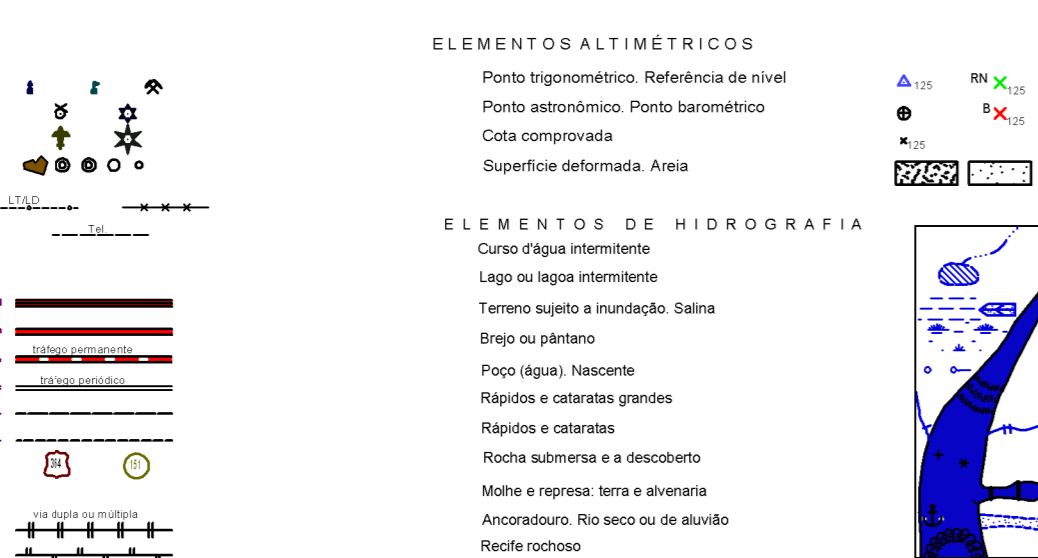 ELEMENTOS ALTIMÉTRICOS
Ponto trigonométrico. Referência de nível
125
RN
125
Ponto astronômico. Ponto barométrico
B
125
Cota comprovada
125
Superfície deformada. Areia
LT/LD
Tel.
ELEMENTOS DE HIDROGRAFIA
Curso d'água intermitente
Lago ou lagoa intermitente
Terreno sujeito a inundação. Salina
Brejo ou pântano
Poço (água). Nascente
Rápidos e cataratas grandes
Rápidos e cataratas
Rocha submersa e a descoberto
Molhe e represa: terra e alvenaria
Ancoradouro. Rio seco ou de aluvião
Recife rochoso
tráfego permanente
tráfego periódico
364
151
via dupla ou múltipla